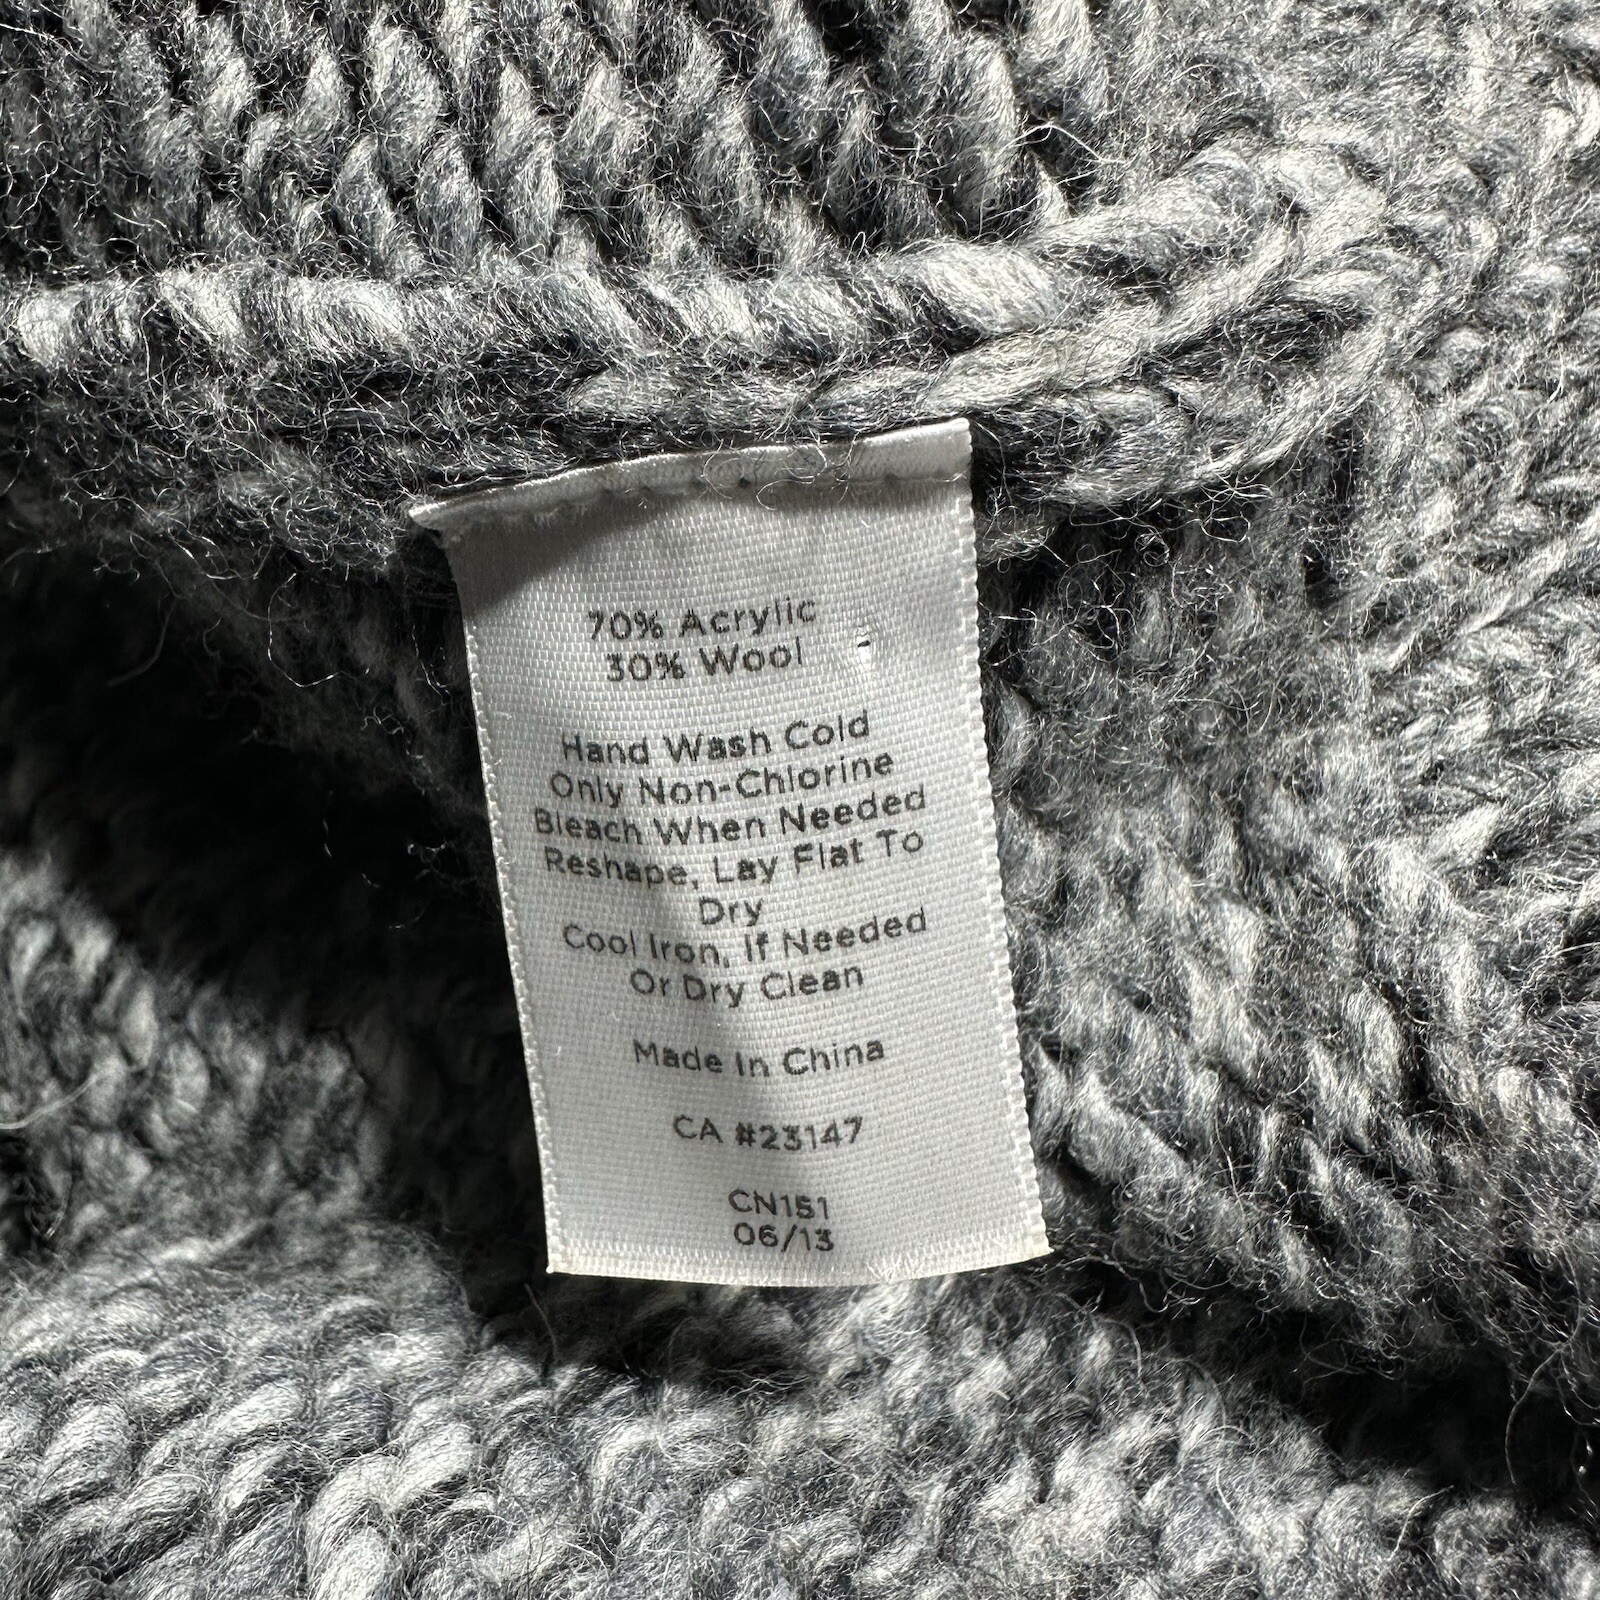 70% Acrylic
30% Wool
Hand Wash Cold
Only Non-Chlorine
Bleach When Needed
Reshape, Lay Flat To
Dry
Cool Iron, If Needed
Or Dry Clean
Made In China
CA #23147
CN151
06/13